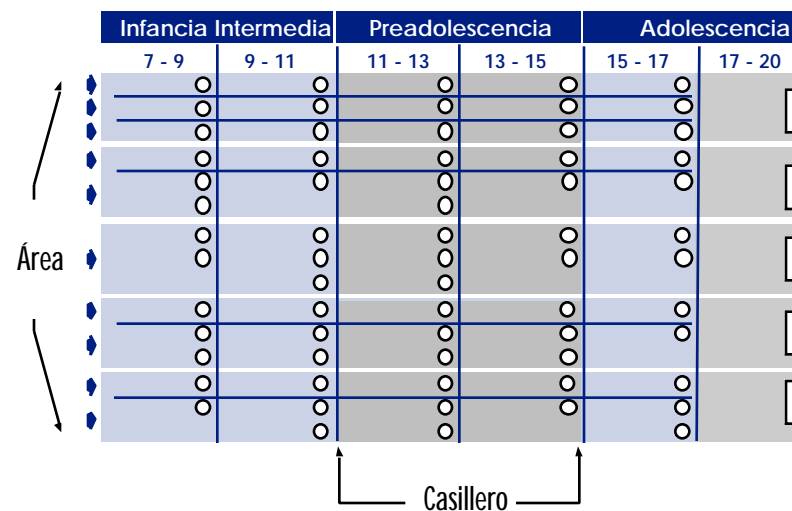 Infancia Intermedia Preadolescencia Adolescencia
7 - 9 9 - 11 11 - 13 13 - 15 15 - 17 17 - 20
Área
Casillero